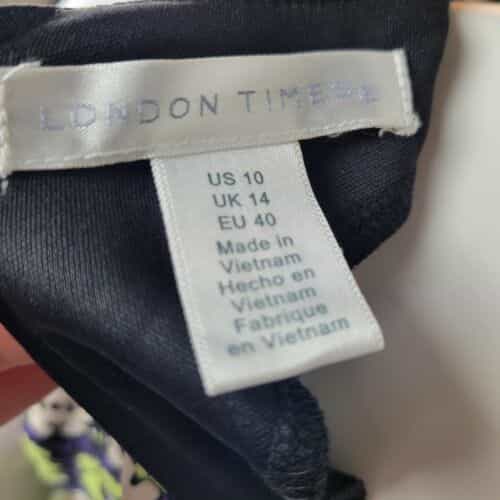 LONDON TIMES
US 10
UK 14
EU 40
Made in
Vietnam
Hecho en
Vietnam
Fabrique
en Vietnam